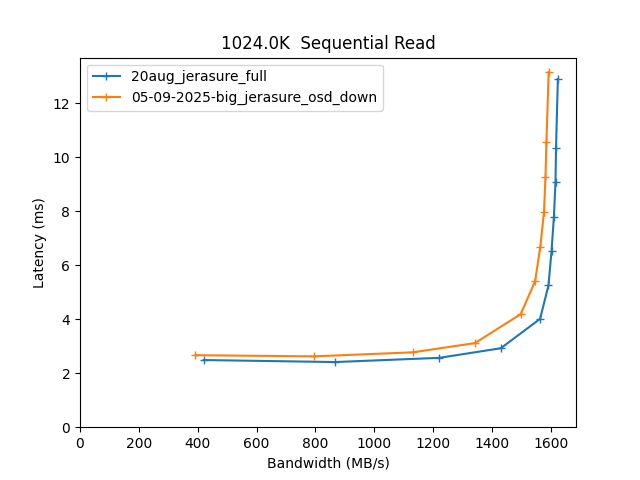 1024.0K  Sequential Read
20aug_jerasure_full
05-09-2025-big_jerasure_osd_down
Latency (ms)
12
10
8
6
4
2
0
0 200 400 600 800 1000 1200 1400 1600
Bandwidth (MB/s)